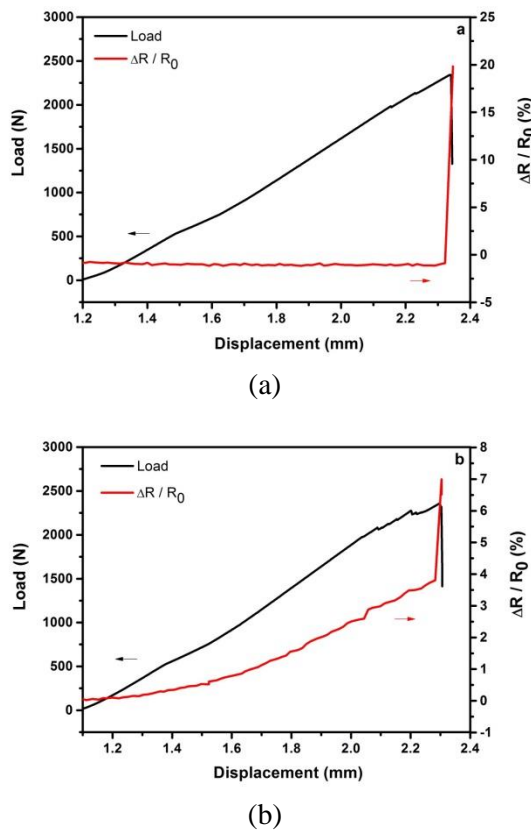 a
Load
ΔR / R0
3000
2500
2000
1500
1000
500
0
Load (N)
25
20
15
10
5
0
-5
ΔR / R0 (%)
1.2 1.4 1.6 1.8 2.0 2.2 2.4
Displacement (mm)
(a)
b
Load
ΔR / R0
3000
2500
2000
1500
1000
500
0
Load (N)
8
7
6
5
4
3
2
1
0
-1
ΔR / R0 (%)
1.2 1.4 1.6 1.8 2.0 2.2 2.4
Displacement (mm)
(b)